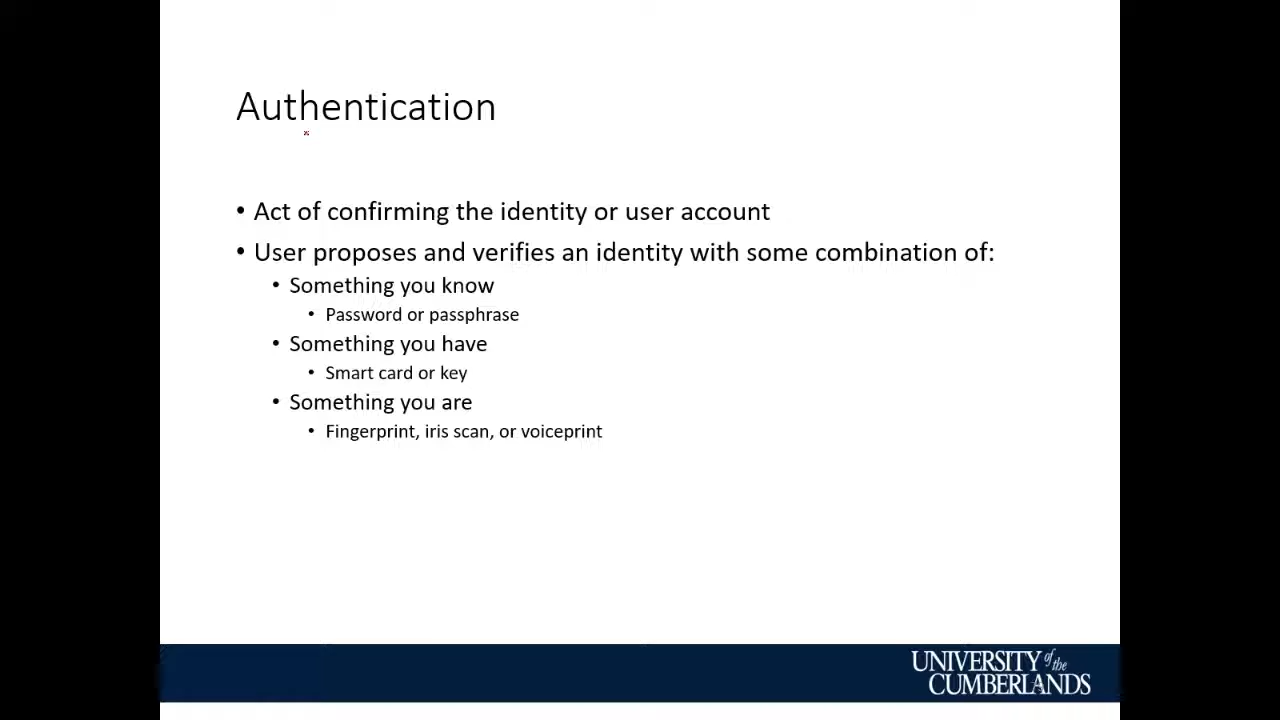 Authentication
• Act of confirming the identity or user account
• User proposes and verifies an identity with some combination of:
• Something you know
• Password or passphrase
• Something you have
• Smart card or key
• Something you are
• Fingerprint, iris scan, or voiceprint
UNIVERSITY of the
CUMBERLANDS